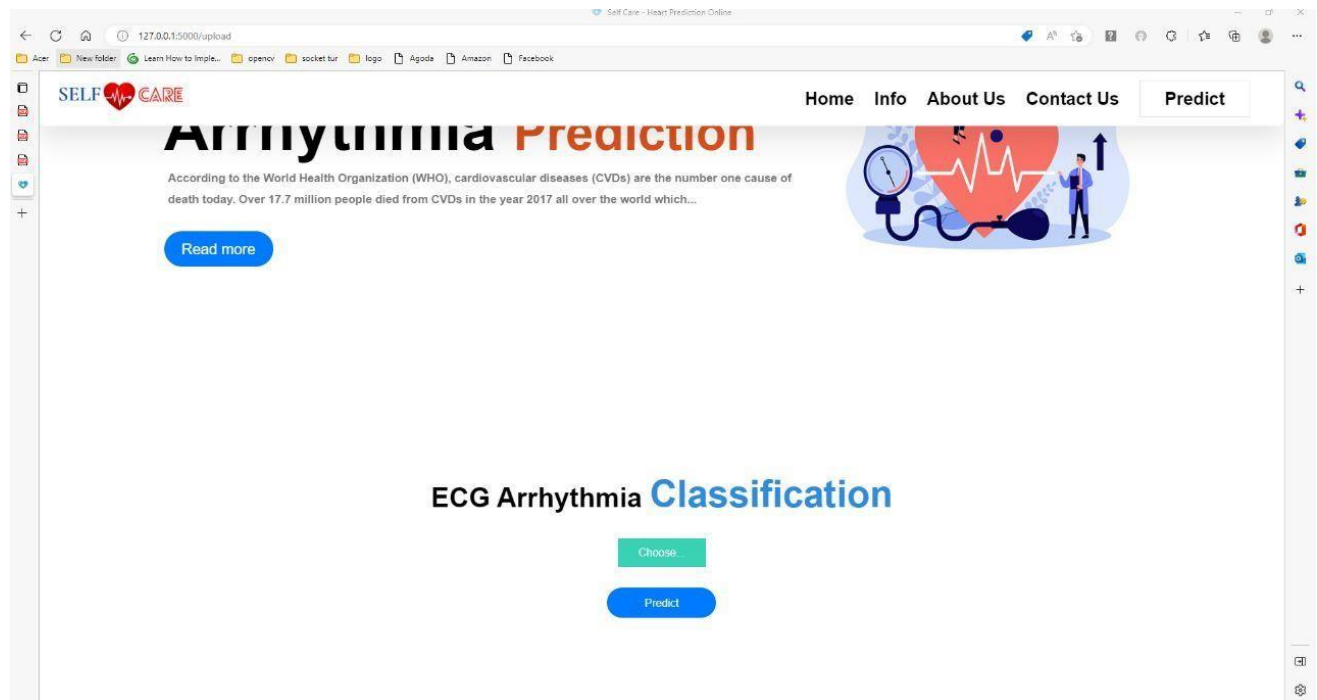 Self Care - Heart Prediction Online
127.0.0.1:5000/upload
Acer New folder Learn How to Imple... opencv socket tur logo Agoda Amazon Facebook
SELF CARE Home Info About Us Contact Us Predict
Arrhythmia Prediction
According to the World Health Organization (WHO), cardiovascular diseases (CVDs) are the number one cause of
death today. Over 17.7 million people died from CVDs in the year 2017 all over the world which...
Read more
ECG Arrhythmia Classification
Choose...
Predict